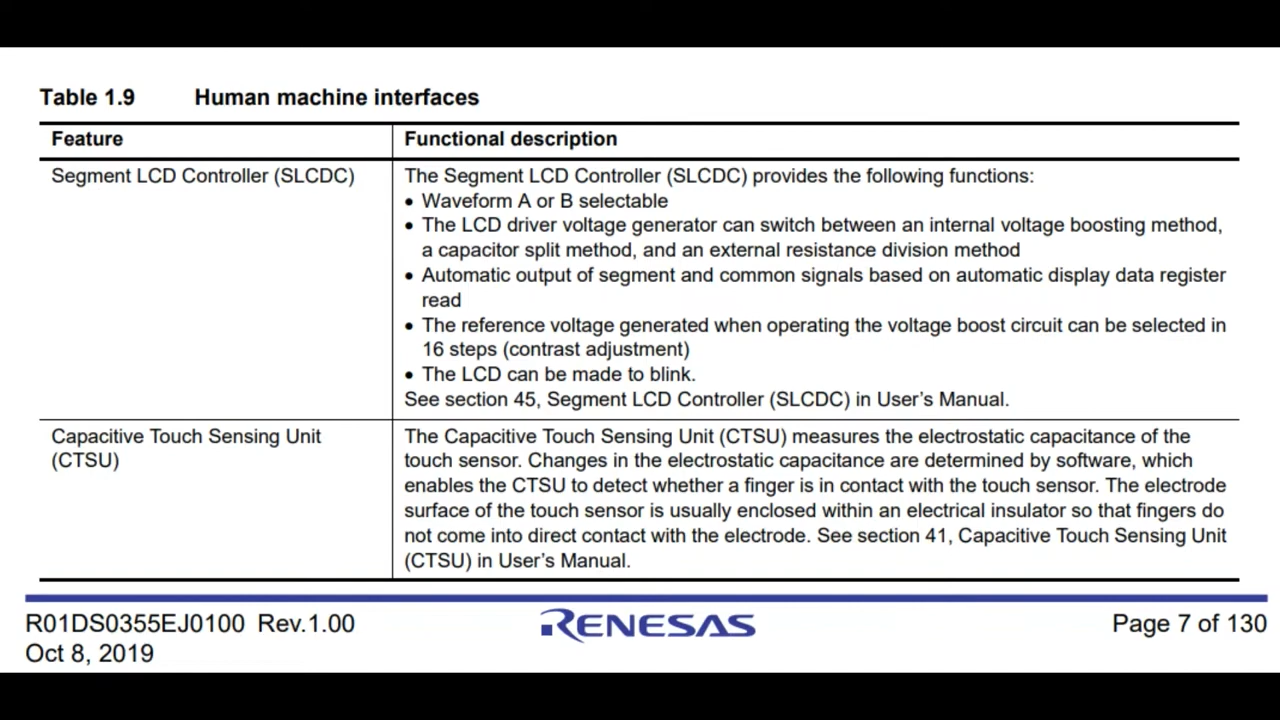 Table 1.9 Human machine interfaces
Feature Functional description
Segment LCD Controller (SLCDC)
The Segment LCD Controller (SLCDC) provides the following functions:
• Waveform A or B selectable
• The LCD driver voltage generator can switch between an internal voltage boosting method,
a capacitor split method, and an external resistance division method
• Automatic output of segment and common signals based on automatic display data register
read
• The reference voltage generated when operating the voltage boost circuit can be selected in
16 steps (contrast adjustment)
• The LCD can be made to blink.
See section 45, Segment LCD Controller (SLCDC) in User's Manual.
Capacitive Touch Sensing Unit
(CTSU)
The Capacitive Touch Sensing Unit (CTSU) measures the electrostatic capacitance of the
touch sensor. Changes in the electrostatic capacitance are determined by software, which
enables the CTSU to detect whether a finger is in contact with the touch sensor. The electrode
surface of the touch sensor is usually enclosed within an electrical insulator so that fingers do
not come into direct contact with the electrode. See section 41, Capacitive Touch Sensing Unit
(CTSU) in User's Manual.
R01DS0355EJ0100 Rev.1.00
Oct 8, 2019
RENESAS
Page 7 of 130